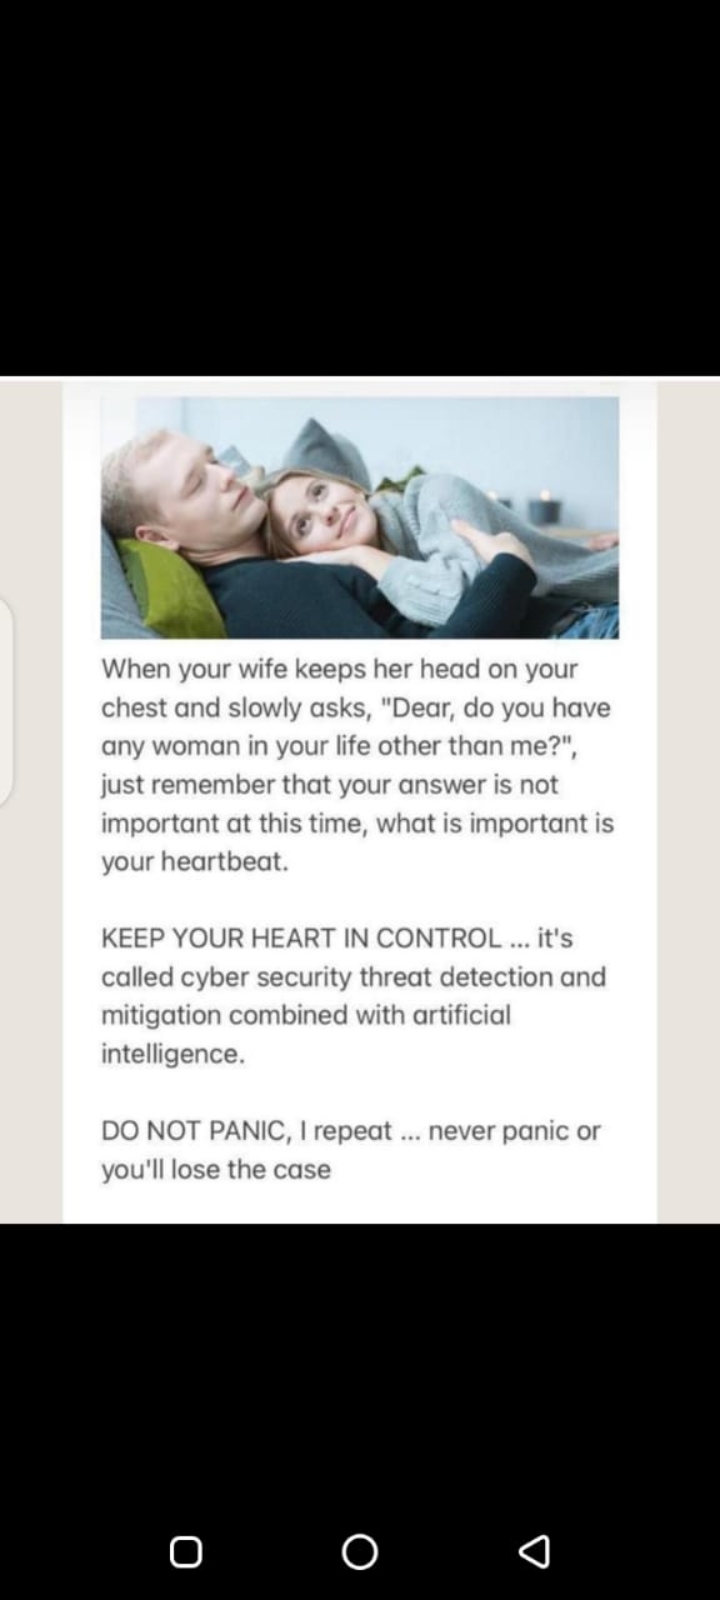 When your wife keeps her head on your
chest and slowly asks, "Dear, do you have
any woman in your life other than me?",
just remember that your answer is not
important at this time, what is important is
your heartbeat.
KEEP YOUR HEART IN CONTROL ... it's
called cyber security threat detection and
mitigation combined with artificial
intelligence.
DO NOT PANIC, I repeat ... never panic or
you'll lose the case